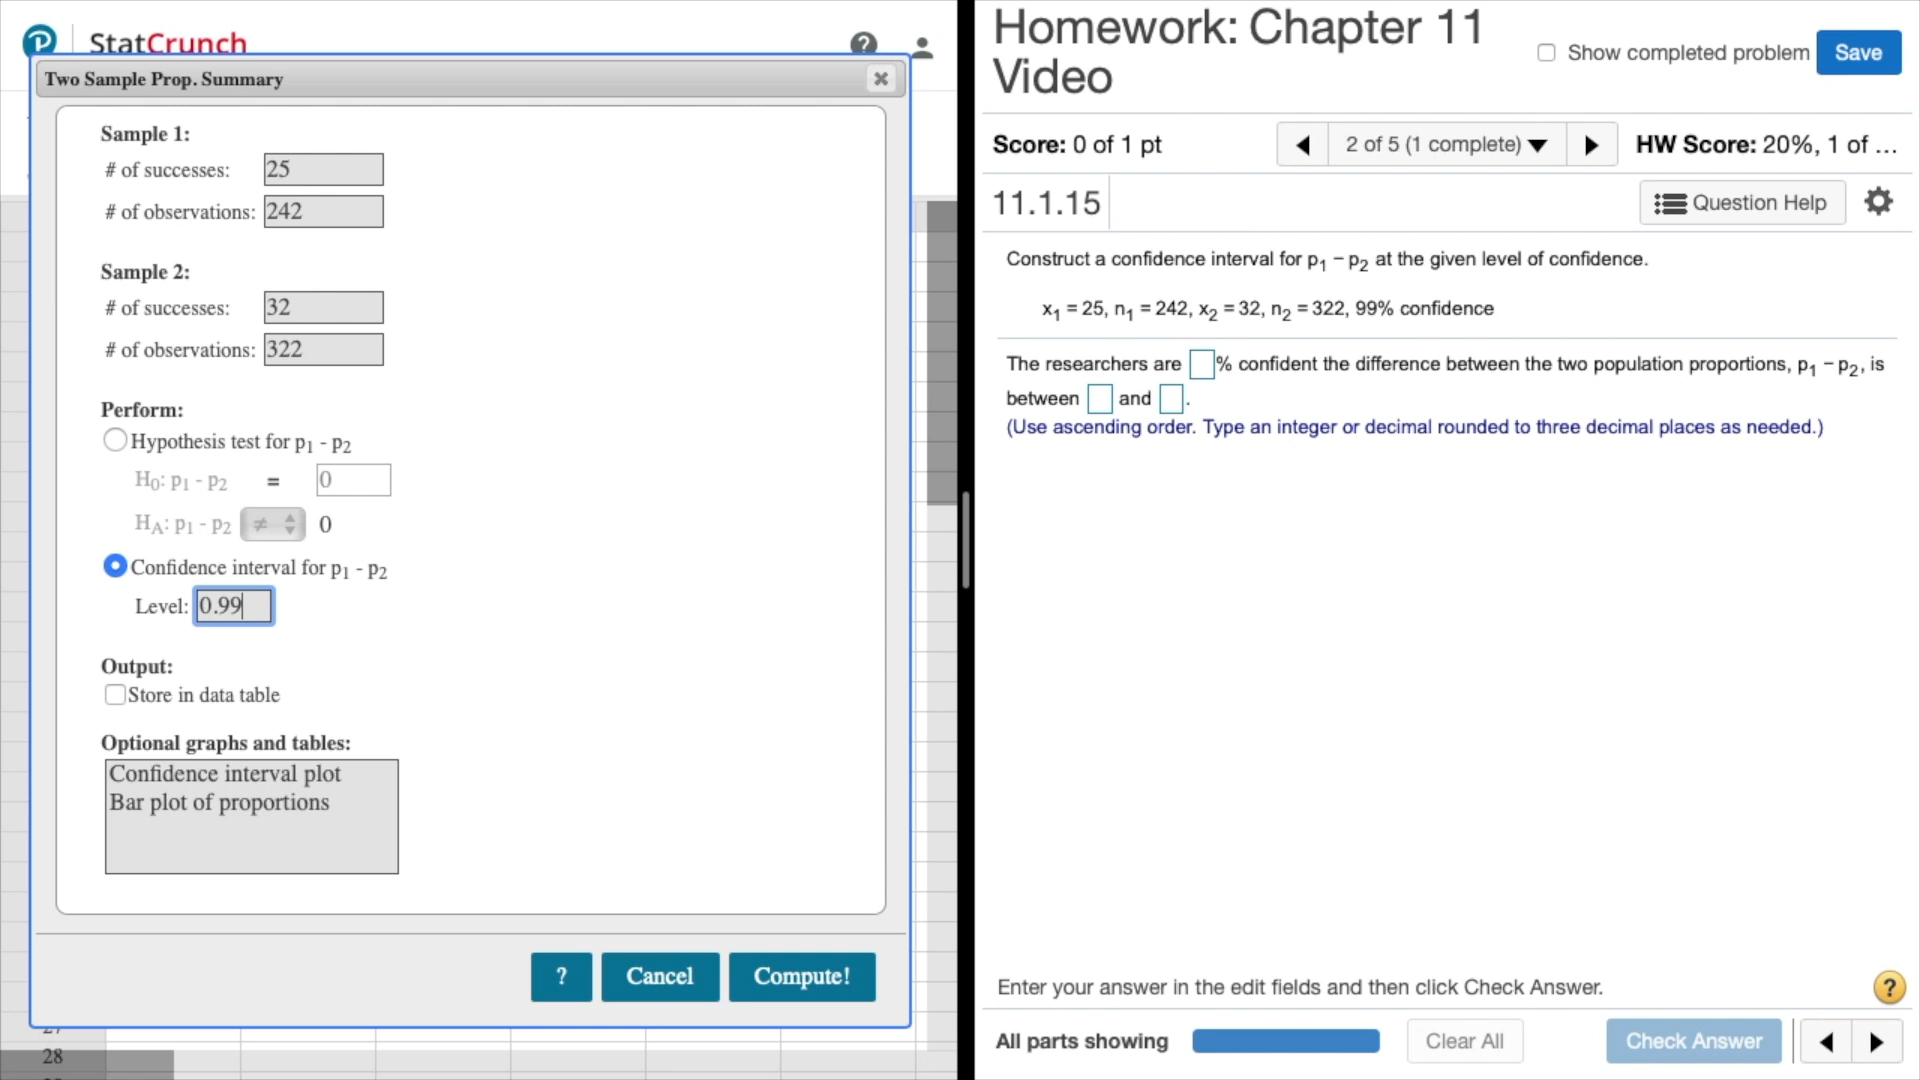 StatCrunch
Two Sample Prop. Summary
Sample 1:
# of successes: 25
# of observations: 242
Sample 2:
# of successes: 32
# of observations: 322
Perform:
Hypothesis test for p1 - p2
H0: p1 - p2 = 0
HA: p1 - p2 ≠ 0
Confidence interval for p1 - p2
Level: 0.99
Output:
Store in data table
Optional graphs and tables:
Confidence interval plot
Bar plot of proportions
? Cancel Compute!
28
Homework: Chapter 11
Video
Show completed problem Save
Score: 0 of 1 pt
2 of 5 (1 complete)
HW Score: 20%, 1 of ...
11.1.15
Question Help
Construct a confidence interval for p1 − p2 at the given level of confidence.
x1 = 25, n1 = 242, x2 = 32, n2 = 322, 99% confidence
The researchers are % confident the difference between the two population proportions, p1 − p2, is
between and .
(Use ascending order. Type an integer or decimal rounded to three decimal places as needed.)
Enter your answer in the edit fields and then click Check Answer.
?
All parts showing
Clear All
Check Answer